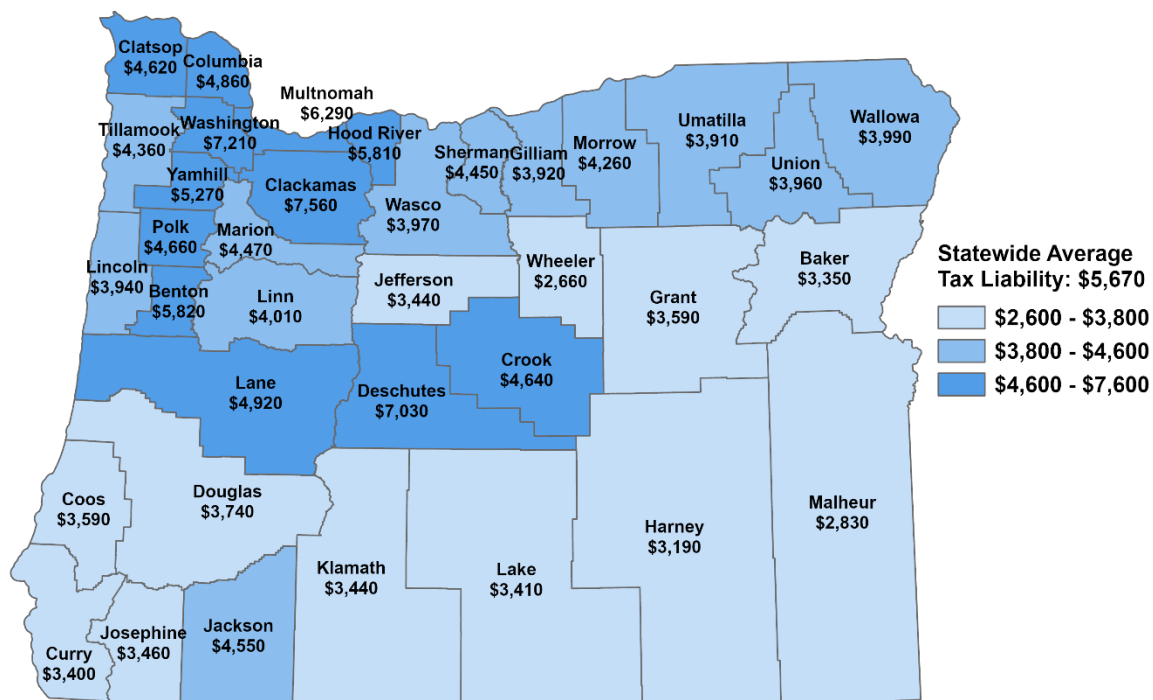 Clatsop
$4,620
Columbia
$4,860
Multnomah
$6,290
Tillamook
$4,360
Washington
$7,210
Hood River
$5,810
Sherman
$4,450
Gilliam
$3,920
Morrow
$4,260
Umatilla
$3,910
Union
$3,960
Wallowa
$3,990
Yamhill
$5,270
Clackamas
$7,560
Wasco
$3,970
Polk
$4,660
Marion
$4,470
Lincoln
$3,940
Benton
$5,820
Linn
$4,010
Jefferson
$3,440
Wheeler
$2,660
Grant
$3,590
Baker
$3,350
Statewide Average
Tax Liability: $5,670
$2,600 - $3,800
$3,800 - $4,600
$4,600 - $7,600
Lane
$4,920
Deschutes
$7,030
Crook
$4,640
Coos
$3,590
Douglas
$3,740
Klamath
$3,440
Lake
$3,410
Harney
$3,190
Malheur
$2,830
Curry
$3,400
Josephine
$3,460
Jackson
$4,550